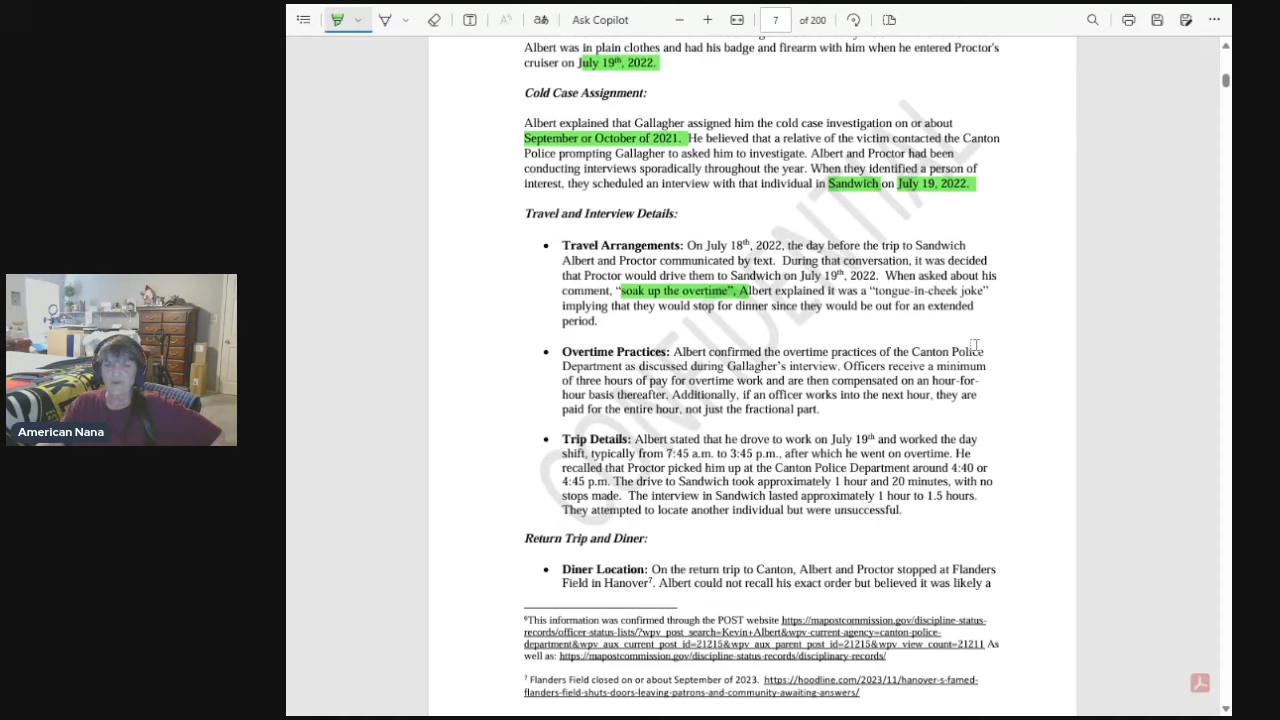 Ask Copilot
7 of 200
Albert was in plain clothes and had his badge and firearm with him when he entered Proctor's
cruiser on July 19th, 2022.
Cold Case Assignment:
Albert explained that Gallagher assigned him the cold case investigation on or about
September or October of 2021. He believed that a relative of the victim contacted the Canton
Police prompting Gallagher to asked him to investigate. Albert and Proctor had been
conducting interviews sporadically throughout the year. When they identified a person of
interest, they scheduled an interview with that individual in Sandwich on July 19, 2022.
Travel and Interview Details:
• Travel Arrangements: On July 18th, 2022, the day before the trip to Sandwich
Albert and Proctor communicated by text. During that conversation, it was decided
that Proctor would drive them to Sandwich on July 19th, 2022. When asked about his
comment, "soak up the overtime", Albert explained it was a "tongue-in-cheek joke"
implying that they would stop for dinner since they would be out for an extended
period.
• Overtime Practices: Albert confirmed the overtime practices of the Canton Police
Department as discussed during Gallagher's interview. Officers receive a minimum
of three hours of pay for overtime work and are then compensated on an hour-for-
hour basis thereafter. Additionally, if an officer works into the next hour, they are
paid for the entire hour, not just the fractional part.
• Trip Details: Albert stated that he drove to work on July 19th and worked the day
shift, typically from 7:45 a.m. to 3:45 p.m., after which he went on overtime. He
recalled that Proctor picked him up at the Canton Police Department around 4:40 or
4:45 p.m. The drive to Sandwich took approximately 1 hour and 20 minutes, with no
stops made. The interview in Sandwich lasted approximately 1 hour to 1.5 hours.
They attempted to locate another individual but were unsuccessful.
Return Trip and Diner:
• Diner Location: On the return trip to Canton, Albert and Proctor stopped at Flanders
Field in Hanover7. Albert could not recall his exact order but believed it was likely a
6This information was confirmed through the POST website https://mapostcommission.gov/discipline-status-
records/officer-status-lists/?wpv_post_search=Kevin+Albert&wpv-current-agency=canton-police-
department&wpv_aux_current_post_id=21215&wpv_aux_parent_post_id=21215&wpv_view_count=21211 As
well as: https://mapostcommission.gov/discipline-status-records/disciplinary-records/
7 Flanders Field closed on or about September of 2023. https://hoodline.com/2023/11/hanover-s-famed-
flanders-field-shuts-doors-leaving-patrons-and-community-awaiting-answers/
CONFIDENTIAL
American Nana